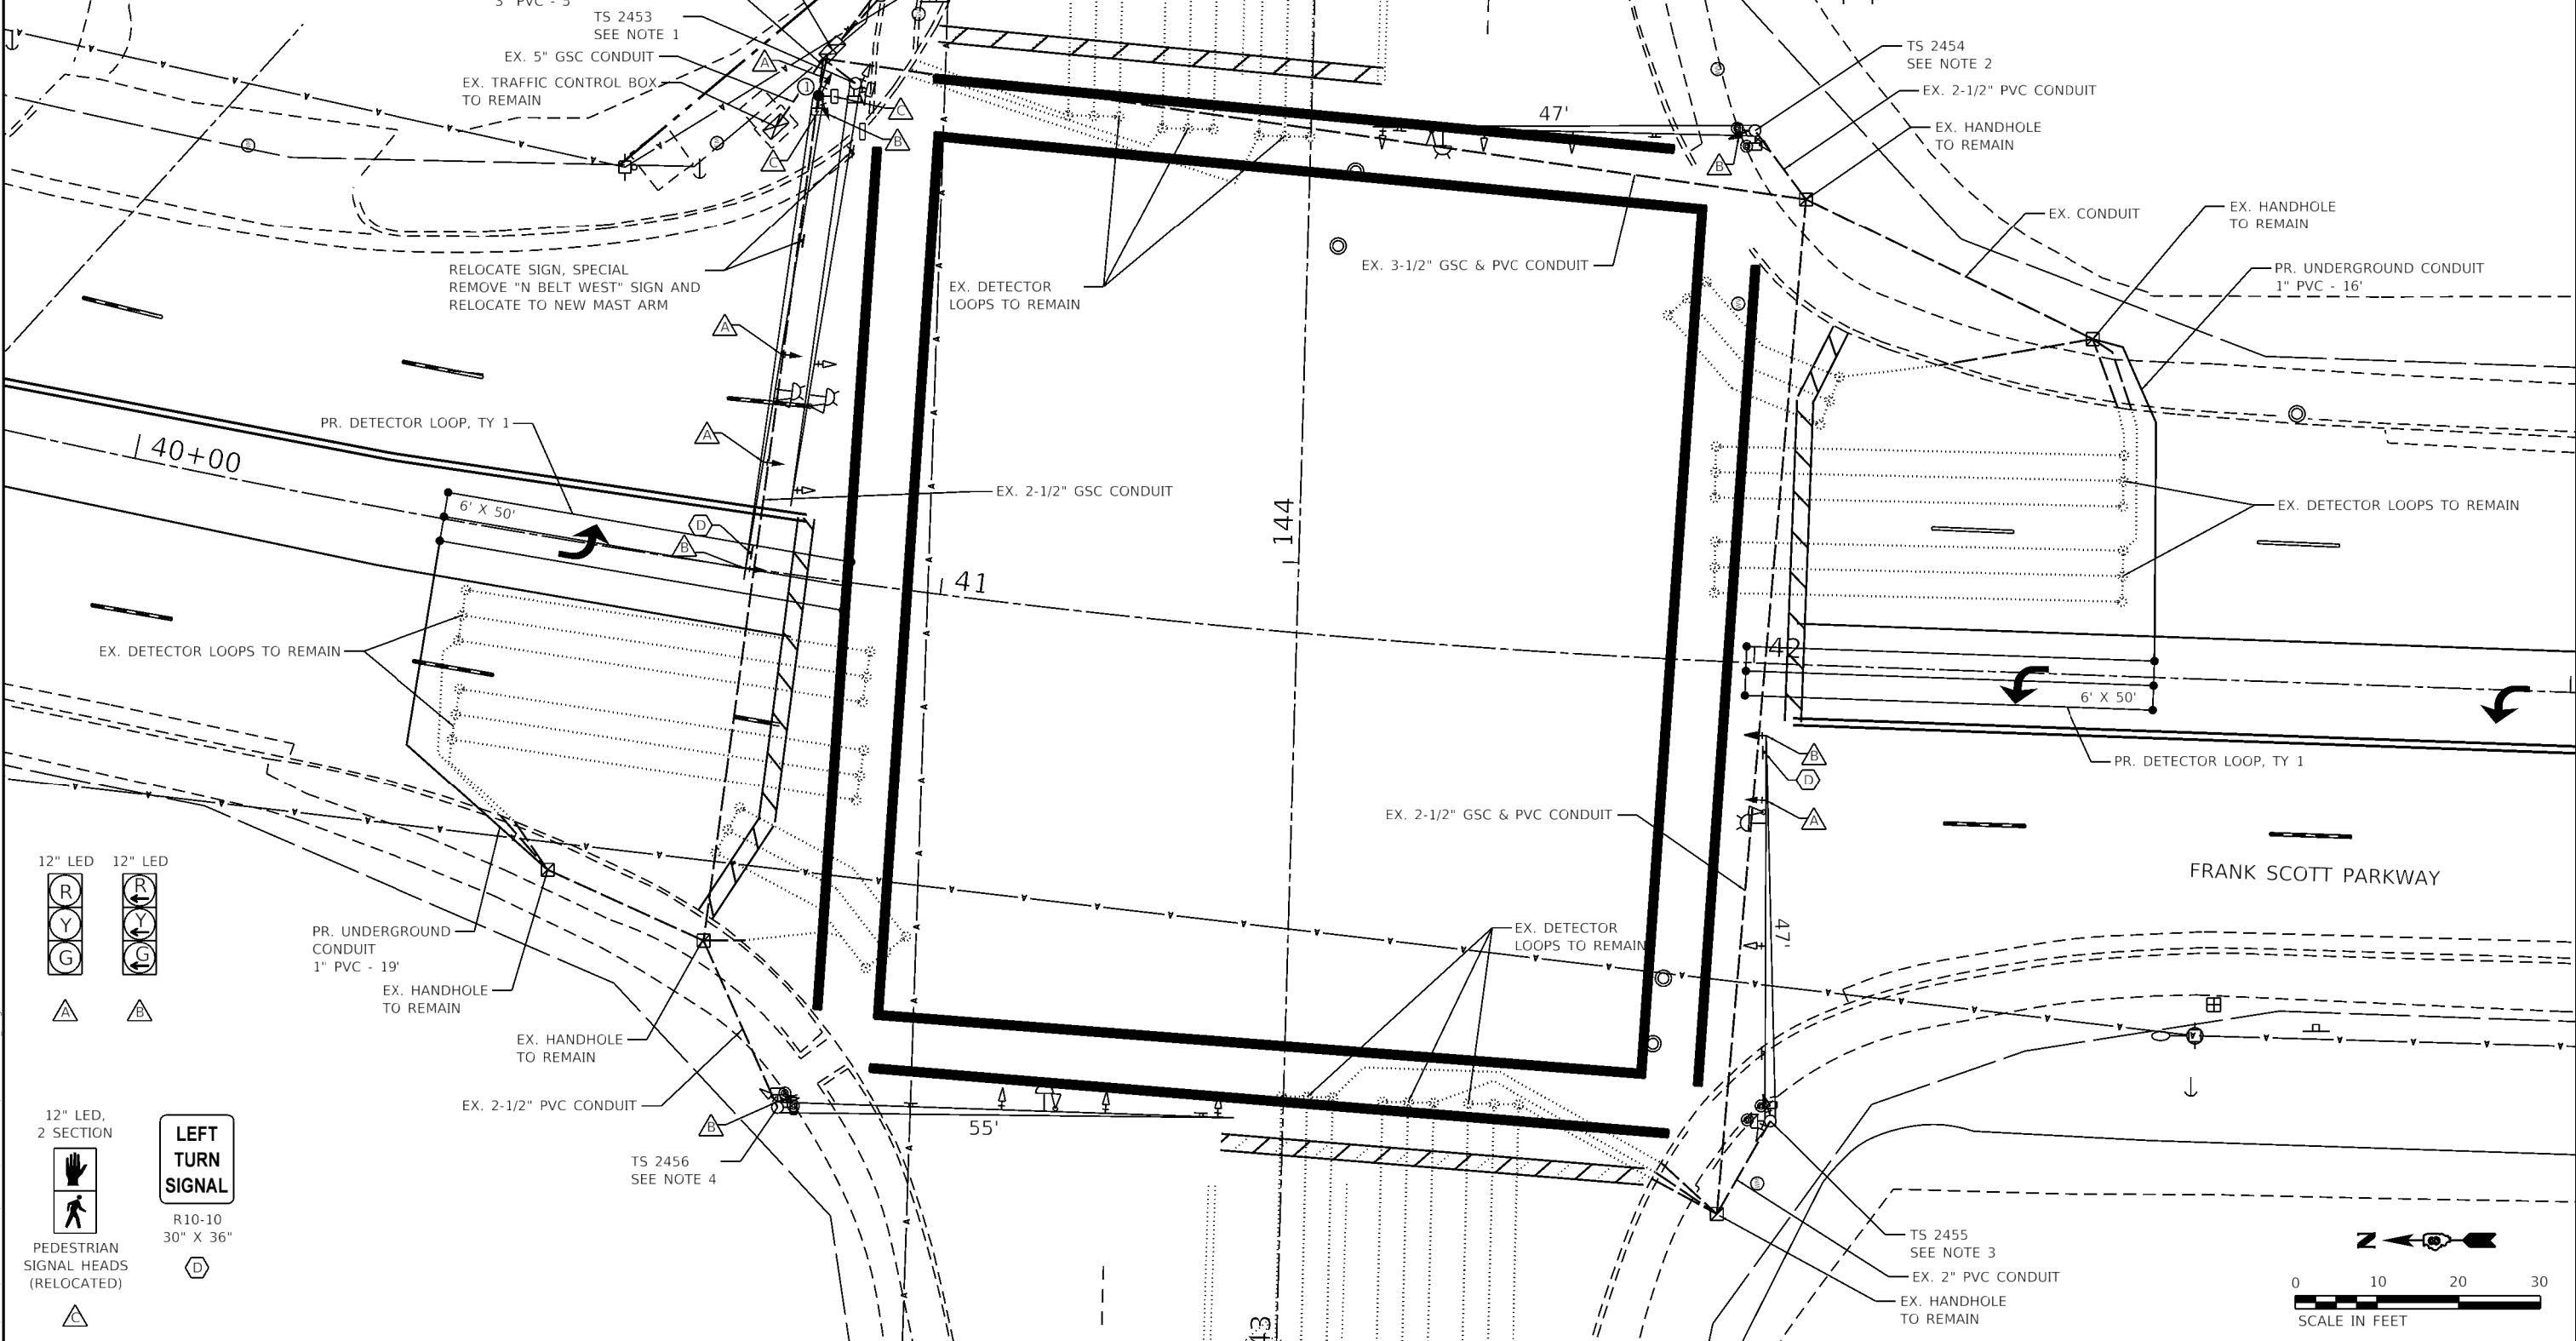 3" PVC - 5'
TS 2453
SEE NOTE 1
EX. 5" GSC CONDUIT
EX. TRAFFIC CONTROL BOX
TO REMAIN
A
1
C
B
C
47'
TS 2454
SEE NOTE 2
EX. 2-1/2" PVC CONDUIT
EX. HANDHOLE
TO REMAIN
B
EX. CONDUIT
EX. HANDHOLE
TO REMAIN
PR. UNDERGROUND CONDUIT
1" PVC - 16'
RELOCATE SIGN, SPECIAL
REMOVE "N BELT WEST" SIGN AND
RELOCATE TO NEW MAST ARM
EX. DETECTOR
LOOPS TO REMAIN
EX. 3-1/2" GSC & PVC CONDUIT
A
PR. DETECTOR LOOP, TY 1
A
40+00
6' X 50'
D
B
EX. 2-1/2" GSC CONDUIT
144
41
EX. DETECTOR LOOPS TO REMAIN
EX. DETECTOR LOOPS TO REMAIN
42
6' X 50'
PR. DETECTOR LOOP, TY 1
B
D
A
EX. 2-1/2" GSC & PVC CONDUIT
FRANK SCOTT PARKWAY
47'
12" LED
12" LED
R
Y
G
R
Y
G
A
B
PR. UNDERGROUND
CONDUIT
1" PVC - 19'
EX. HANDHOLE
TO REMAIN
EX. HANDHOLE
TO REMAIN
EX. DETECTOR
LOOPS TO REMAIN
EX. 2-1/2" PVC CONDUIT
B
55'
TS 2456
SEE NOTE 4
12" LED,
2 SECTION
PEDESTRIAN
SIGNAL HEADS
(RELOCATED)
C
LEFT
TURN
SIGNAL
R10-10
30" X 36"
D
TS 2455
SEE NOTE 3
EX. 2" PVC CONDUIT
EX. HANDHOLE
TO REMAIN
N
0 10 20 30
SCALE IN FEET